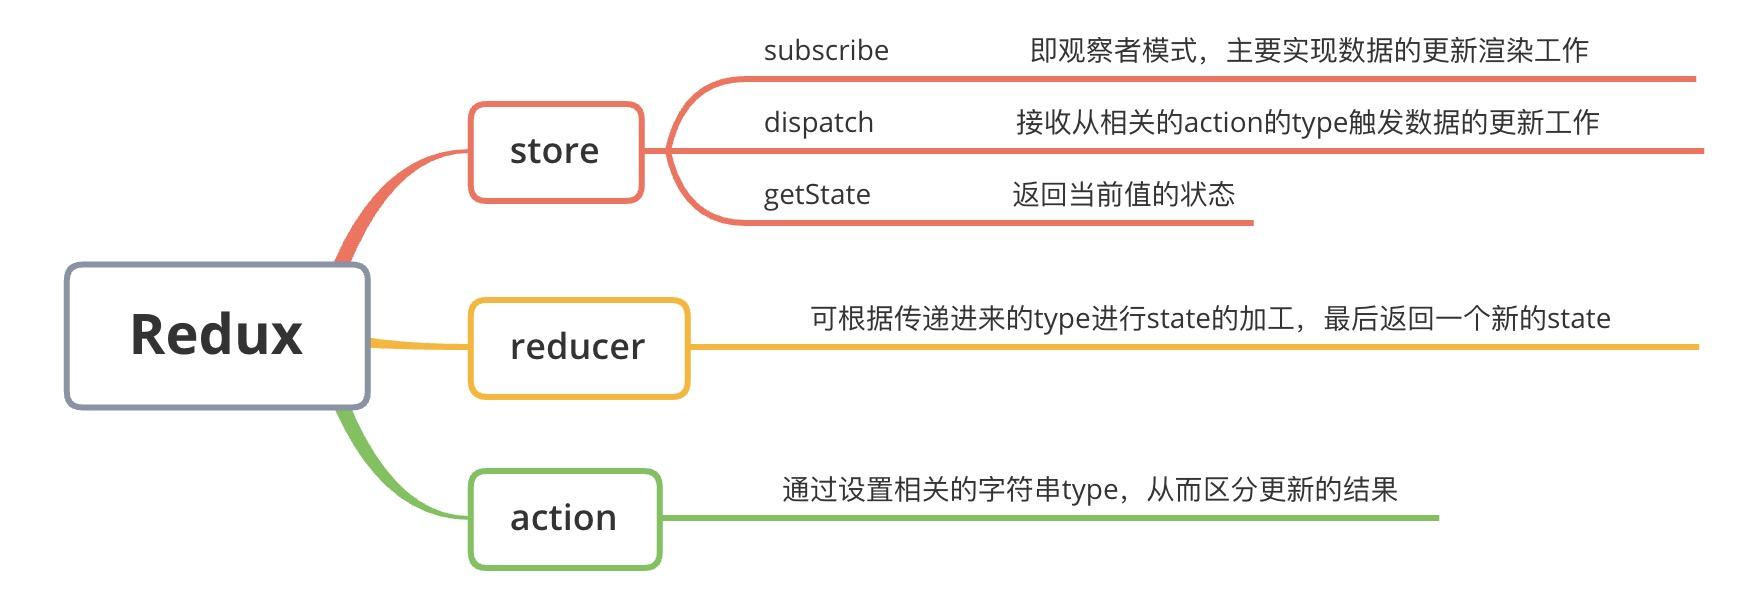 Redux
store
subscribe 即观察者模式，主要实现数据的更新渲染工作
dispatch 接收从相关的action的type触发数据的更新工作
getState 返回当前值的状态
reducer
可根据传递进来的type进行state的加工，最后返回一个新的state
action
通过设置相关的字符串type，从而区分更新的结果